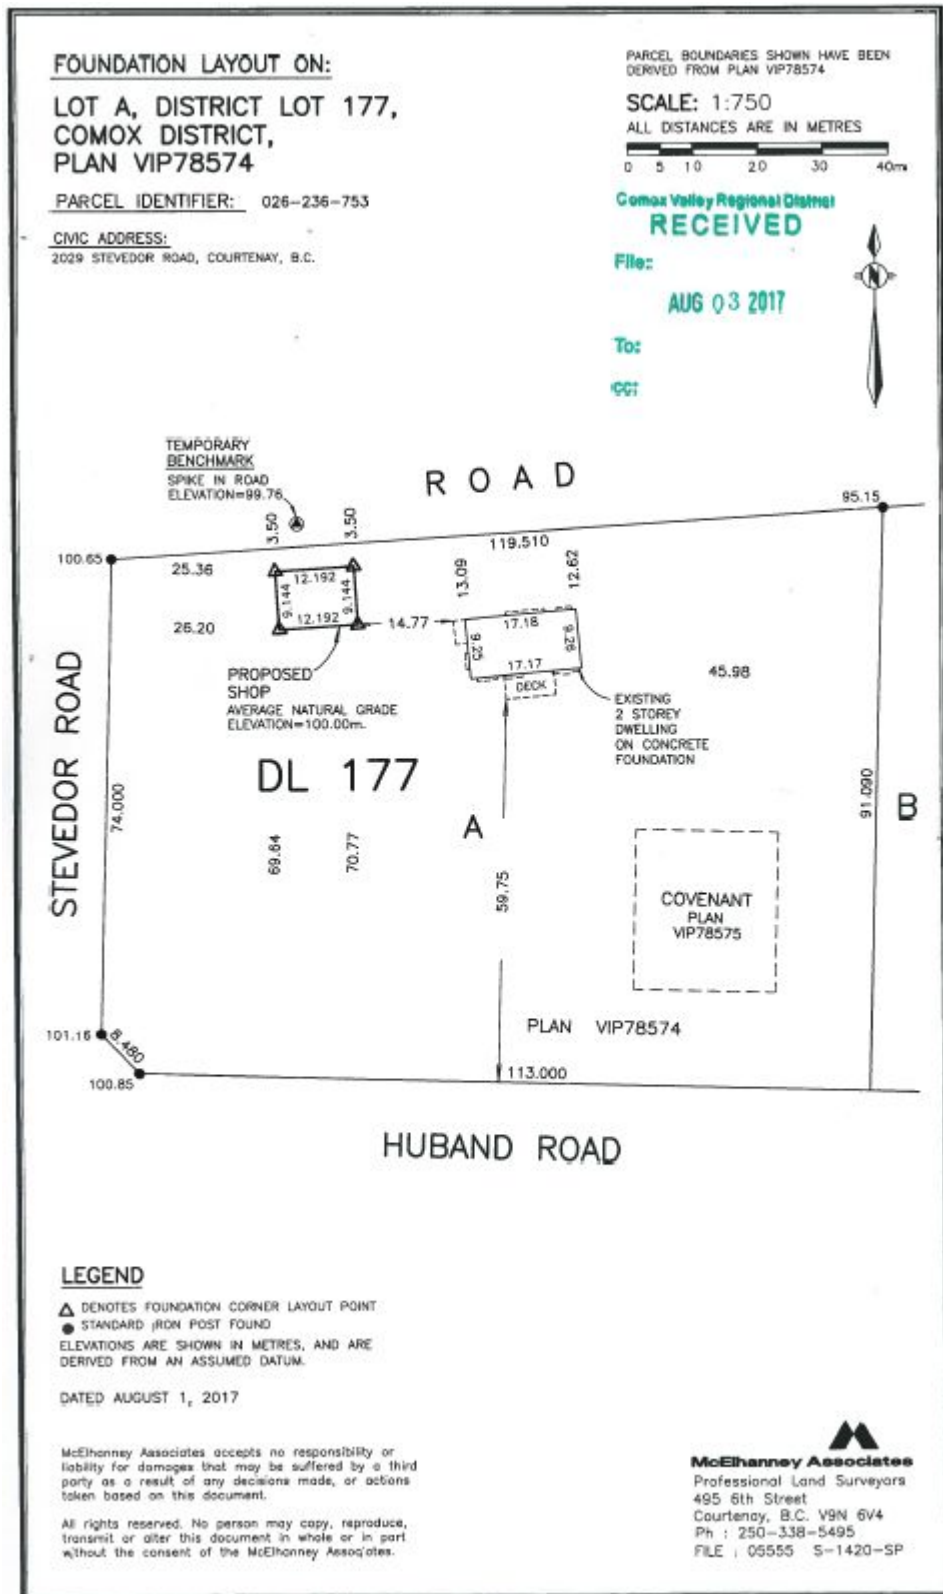 FOUNDATION LAYOUT ON:
LOT A, DISTRICT LOT 177,
COMOX DISTRICT,
PLAN VIP78574
PARCEL IDENTIFIER: 026-236-753
CIVIC ADDRESS:
2029 STEVEDOR ROAD, COURTENAY, B.C.
PARCEL BOUNDARIES SHOWN HAVE BEEN
DERIVED FROM PLAN VIP78574
SCALE: 1:750
ALL DISTANCES ARE IN METRES
0 5 10 20 30 40m
Comox Valley Regional District
RECEIVED
File:
AUG 03 2017
To:
cc:
N
TEMPORARY
BENCHMARK
SPIKE IN ROAD
ELEVATION=99.76
ROAD
95.15
3.50
3.50
119.510
100.65
25.36
12.192
13.09
12.62
9.144
9.144
26.20
12.192
14.77
17.18
9.25
9.26
17.17
DECK
45.98
PROPOSED
SHOP
AVERAGE NATURAL GRADE
ELEVATION=100.00m.
EXISTING
2 STOREY
DWELLING
ON CONCRETE
FOUNDATION
STEVEDOR ROAD
74.000
DL 177
A
69.64
70.77
59.75
91.090
B
COVENANT
PLAN
VIP78575
PLAN VIP78574
101.16
8.480
100.85
113.000
HUBAND ROAD
LEGEND
DENOTES FOUNDATION CORNER LAYOUT POINT
STANDARD IRON POST FOUND
ELEVATIONS ARE SHOWN IN METRES, AND ARE
DERIVED FROM AN ASSUMED DATUM.
DATED AUGUST 1, 2017
McElhanney Associates accepts no responsibility or
liability for damages that may be suffered by a third
party as a result of any decisions made, or actions
taken based on this document.
All rights reserved. No person may copy, reproduce,
transmit or alter this document in whole or in part
without the consent of the McElhanney Associates.
McElhanney Associates
Professional Land Surveyors
495 6th Street
Courtenay, B.C. V9N 6V4
Ph : 250-338-5495
FILE : 05555 S-1420-SP